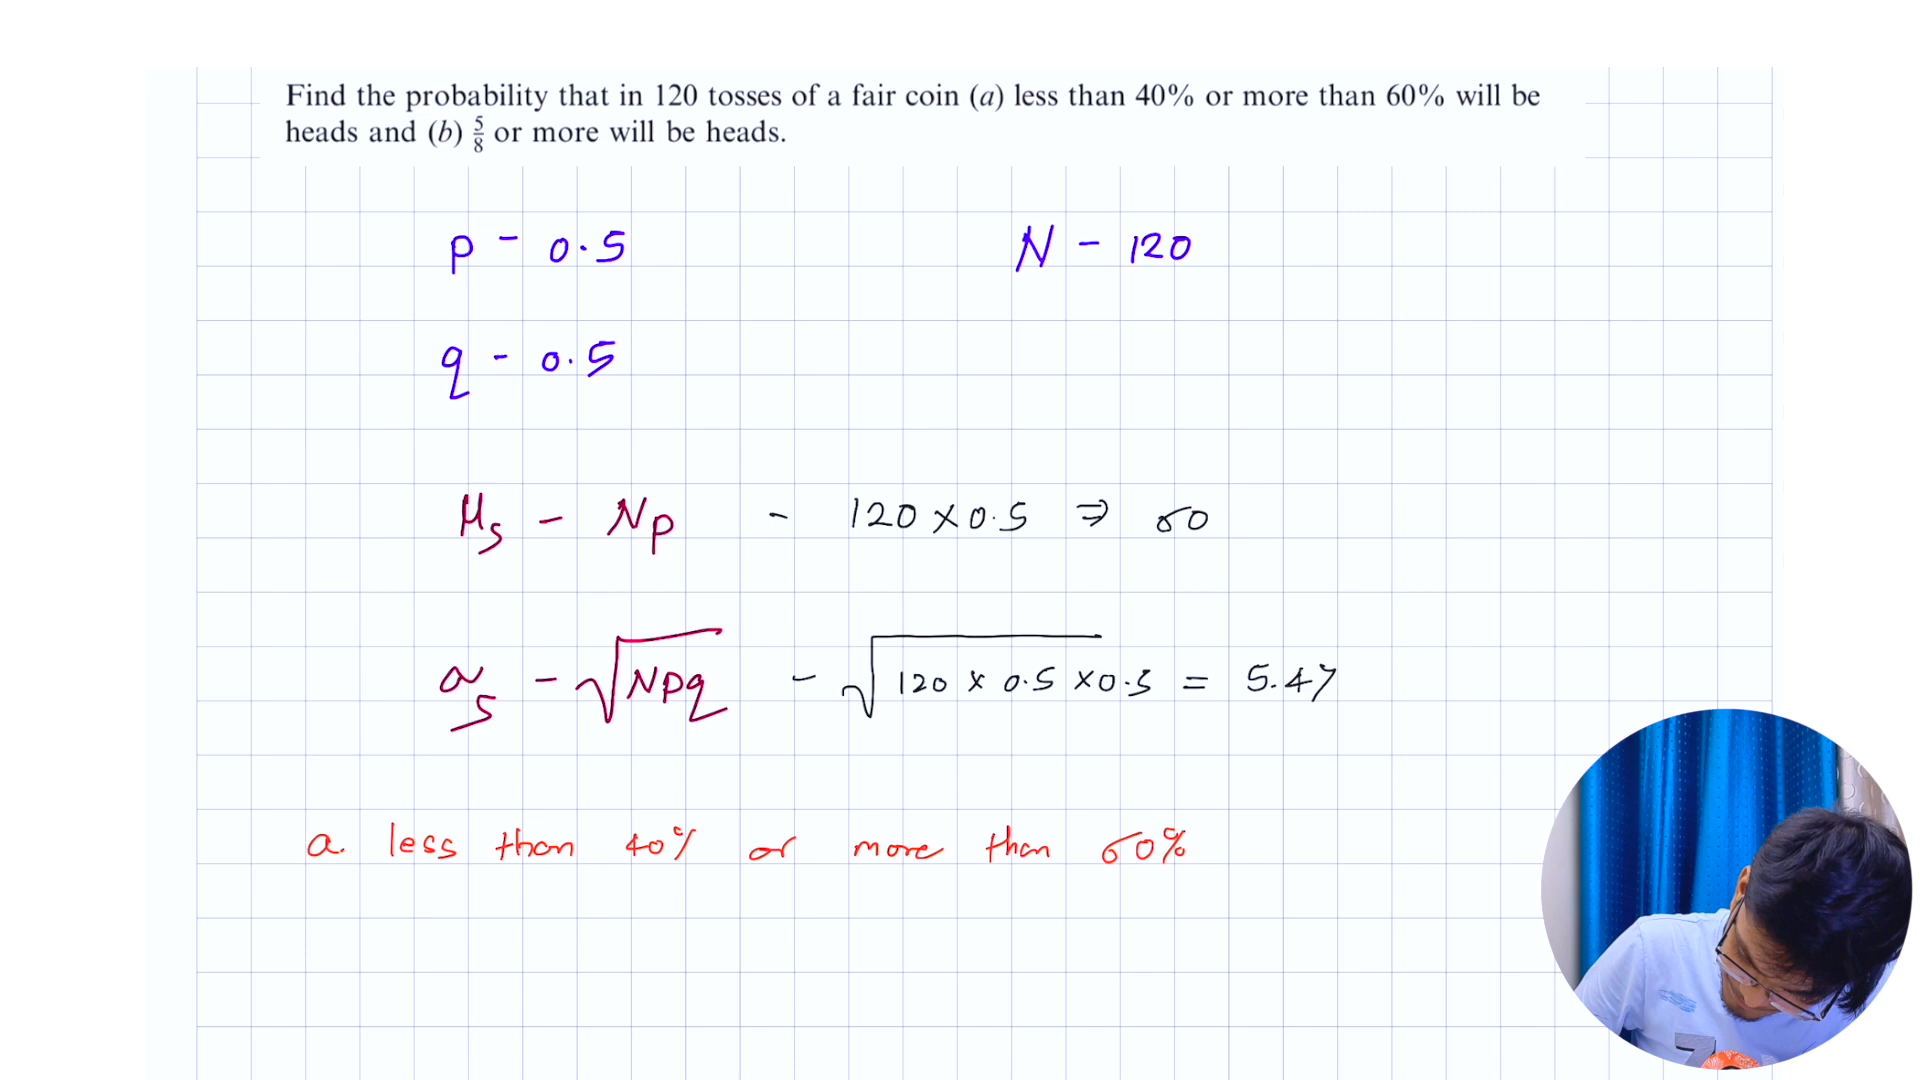 Find the probability that in 120 tosses of a fair coin (a) less than 40% or more than 60% will be
heads and (b) 5/8 or more will be heads.
p - 0.5 N - 120
q - 0.5
μs - Np - 120 × 0.5 ⇒ 60
σs - √Npq - √120 × 0.5 × 0.5 = 5.47
a. less than 40% or more than 60%
7